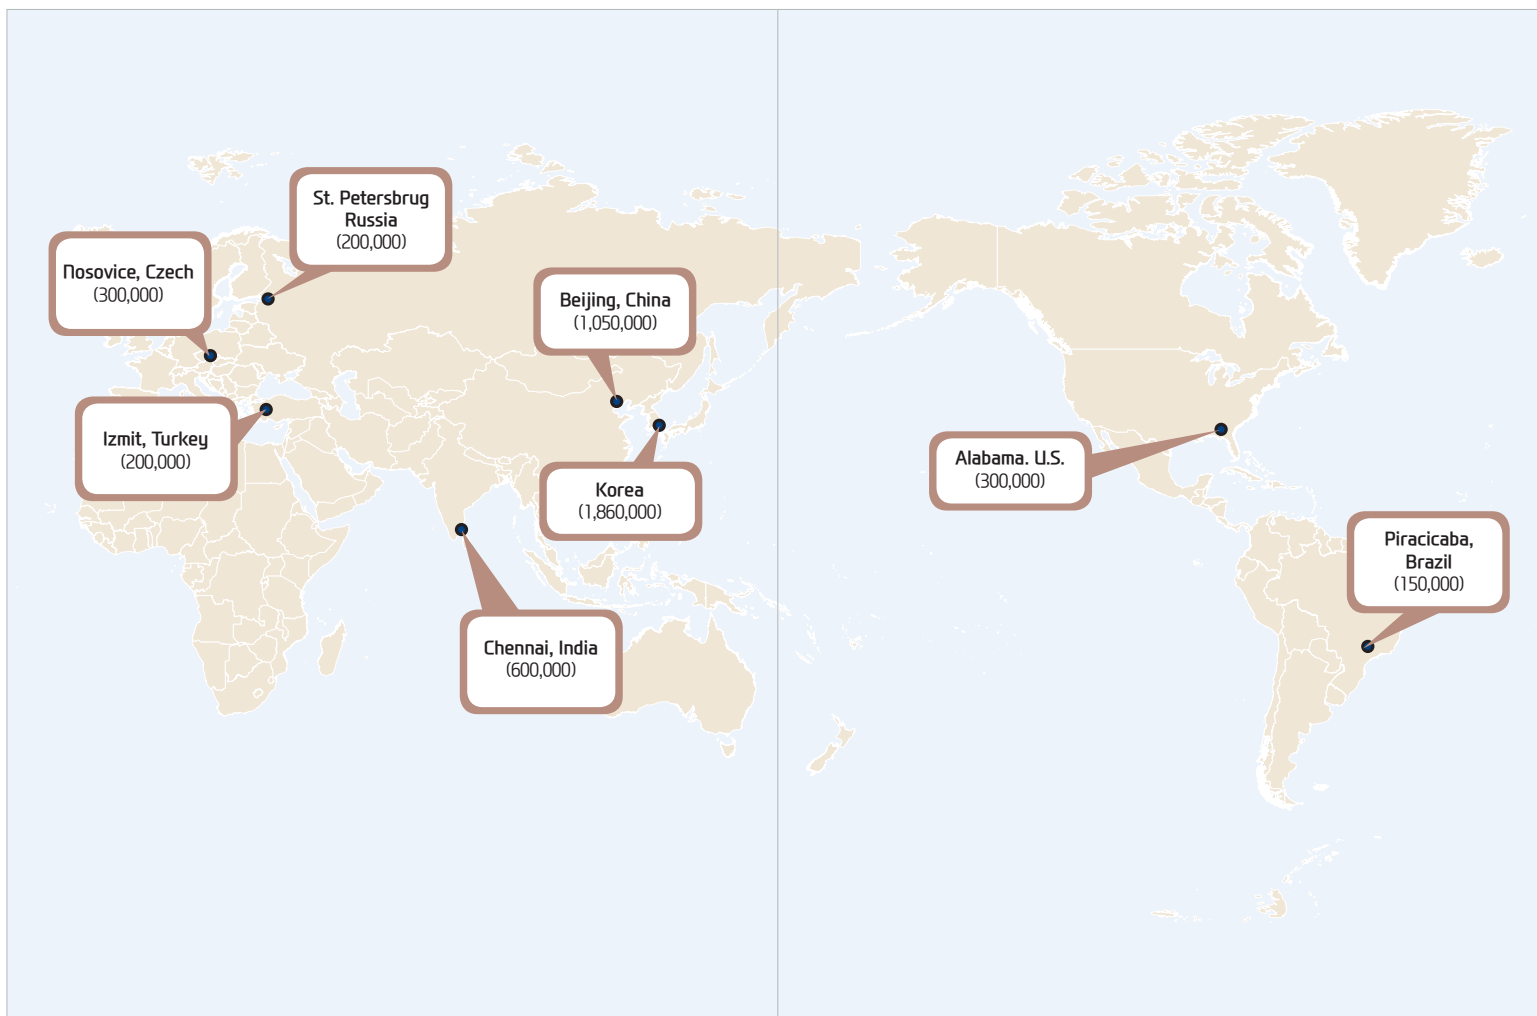 St. Petersbrug
Russia
(200,000)
Nosovice, Czech
(300,000)
Beijing, China
(1,050,000)
Izmit, Turkey
(200,000)
Korea
(1,860,000)
Alabama. U.S.
(300,000)
Piracicaba,
Brazil
(150,000)
Chennai, India
(600,000)